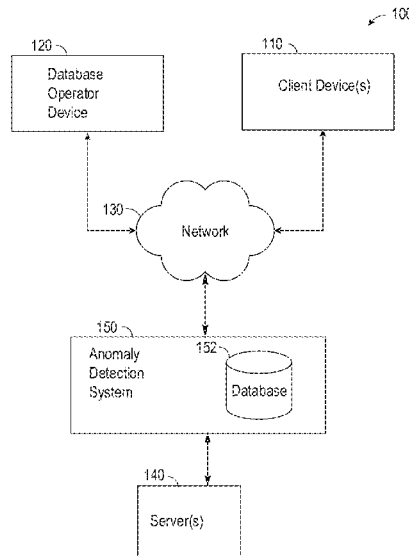 100
120
110
Database
Operator
Device
Client Device(s)
130
Network
150
152
Anomaly
Detection
System
Database
140
Server(s)